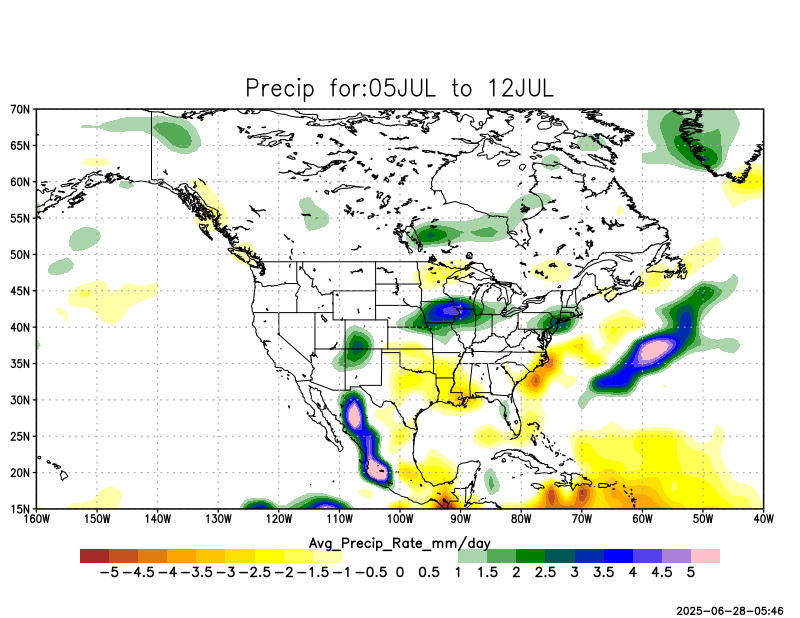 Precip for:05JUL to 12JUL
70N
65N
60N
55N
50N
45N
40N
35N
30N
25N
20N
15N
160W 150W 140W 130W 120W 110W 100W 90W 80W 70W 60W 50W 40W
Avg_Precip_Rate_mm/day
−5 −4.5 −4 −3.5 −3 −2.5 −2 −1.5 −1 −0.5 0 0.5 1 1.5 2 2.5 3 3.5 4 4.5 5
2025-06-28-05:46